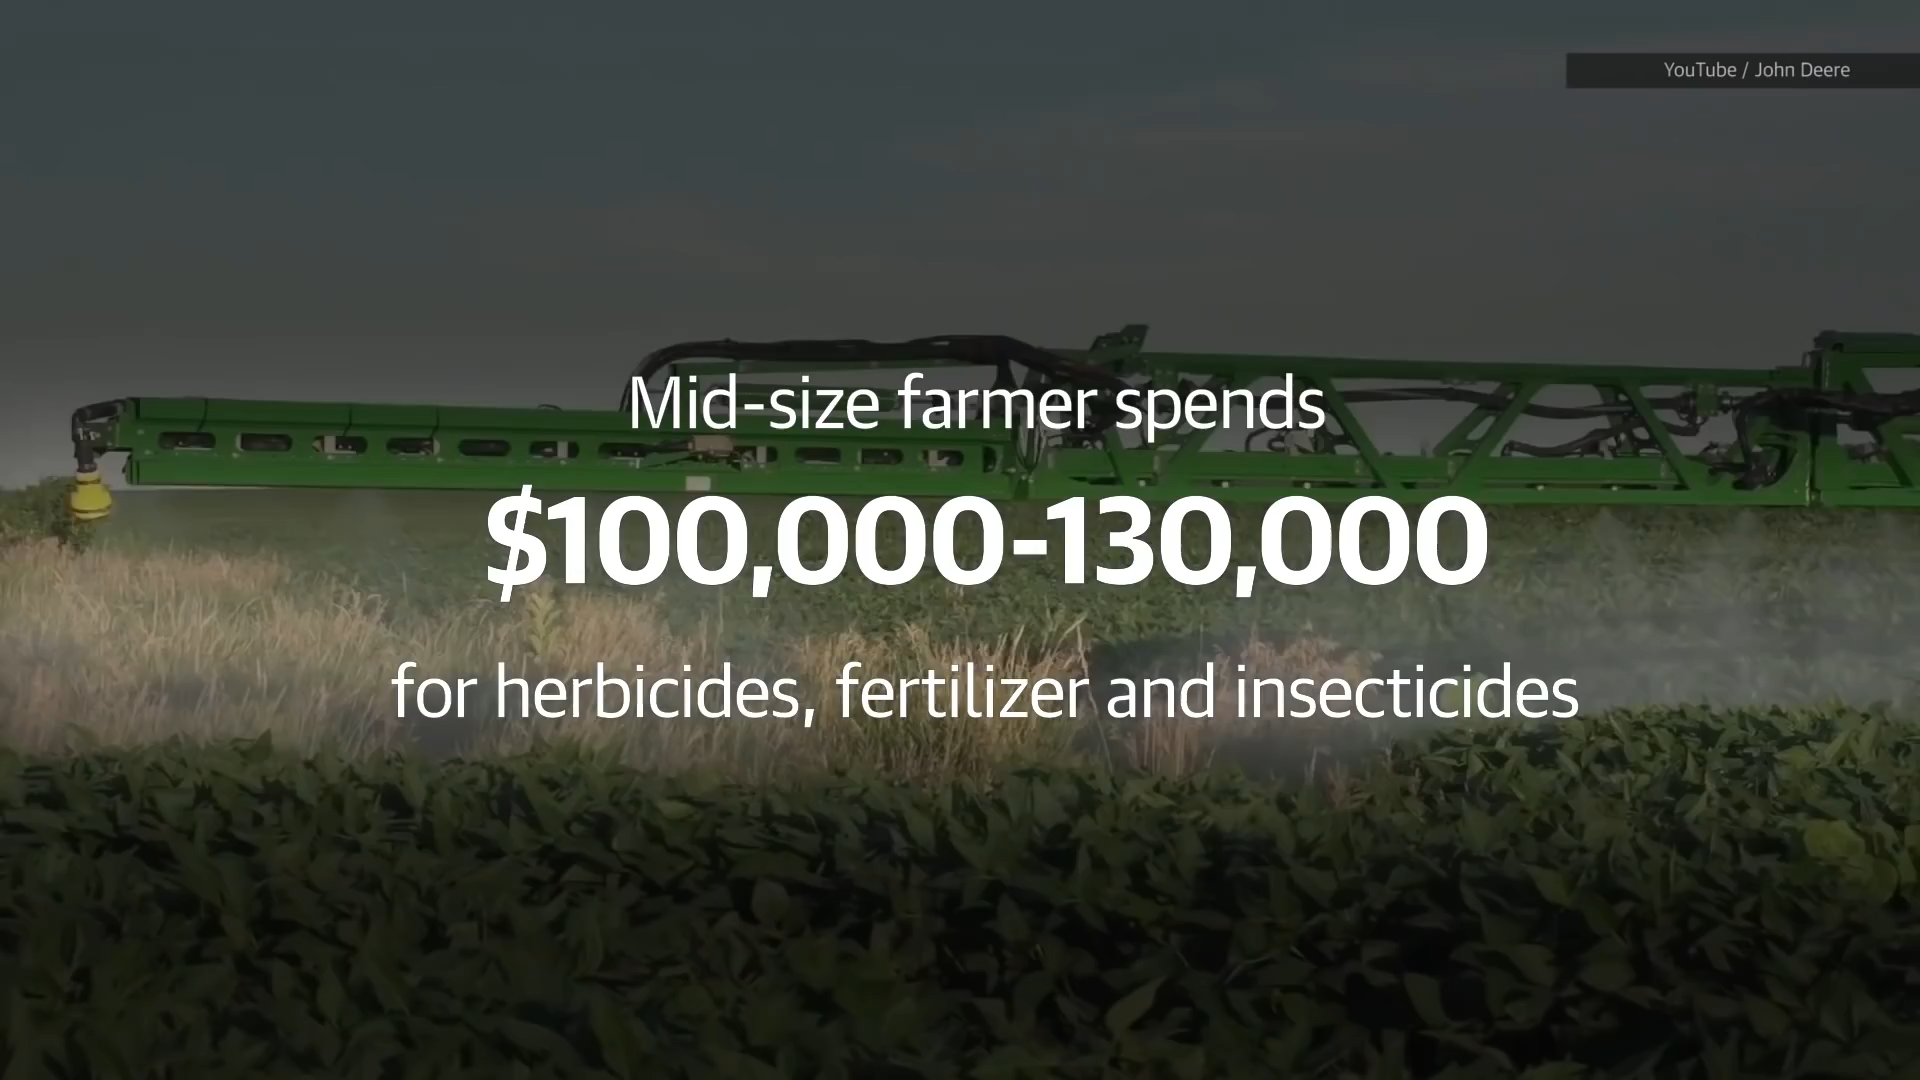 YouTube / John Deere
Mid-size farmer spends
$100,000-130,000
for herbicides, fertilizer and insecticides